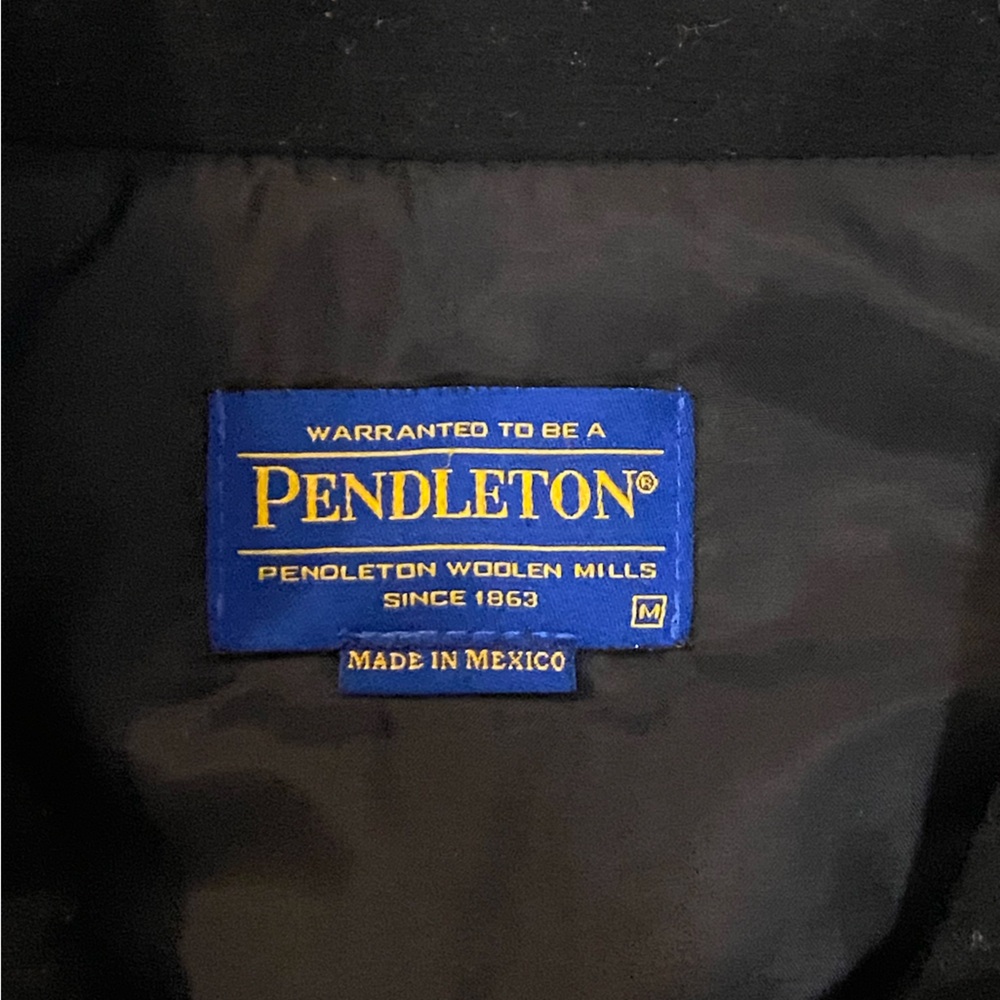 WARRANTED TO BE A
PENDLETON®
PENDLETON WOOLEN MILLS
SINCE 1863
M
MADE IN MEXICO